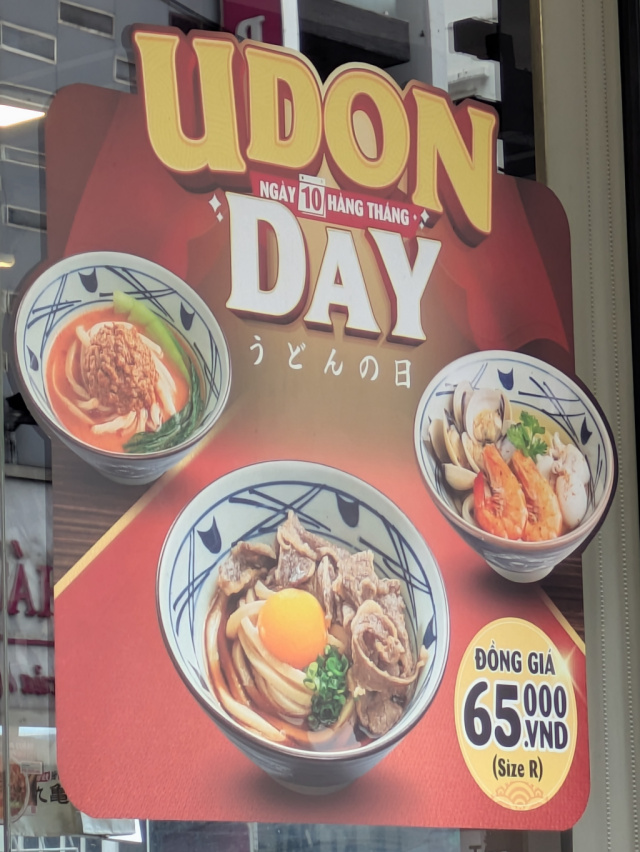 UDON
NGÀY 10 HÀNG THÁNG
DAY
うどんの日
ĐỒNG GIÁ
65.000
VND
(Size R)